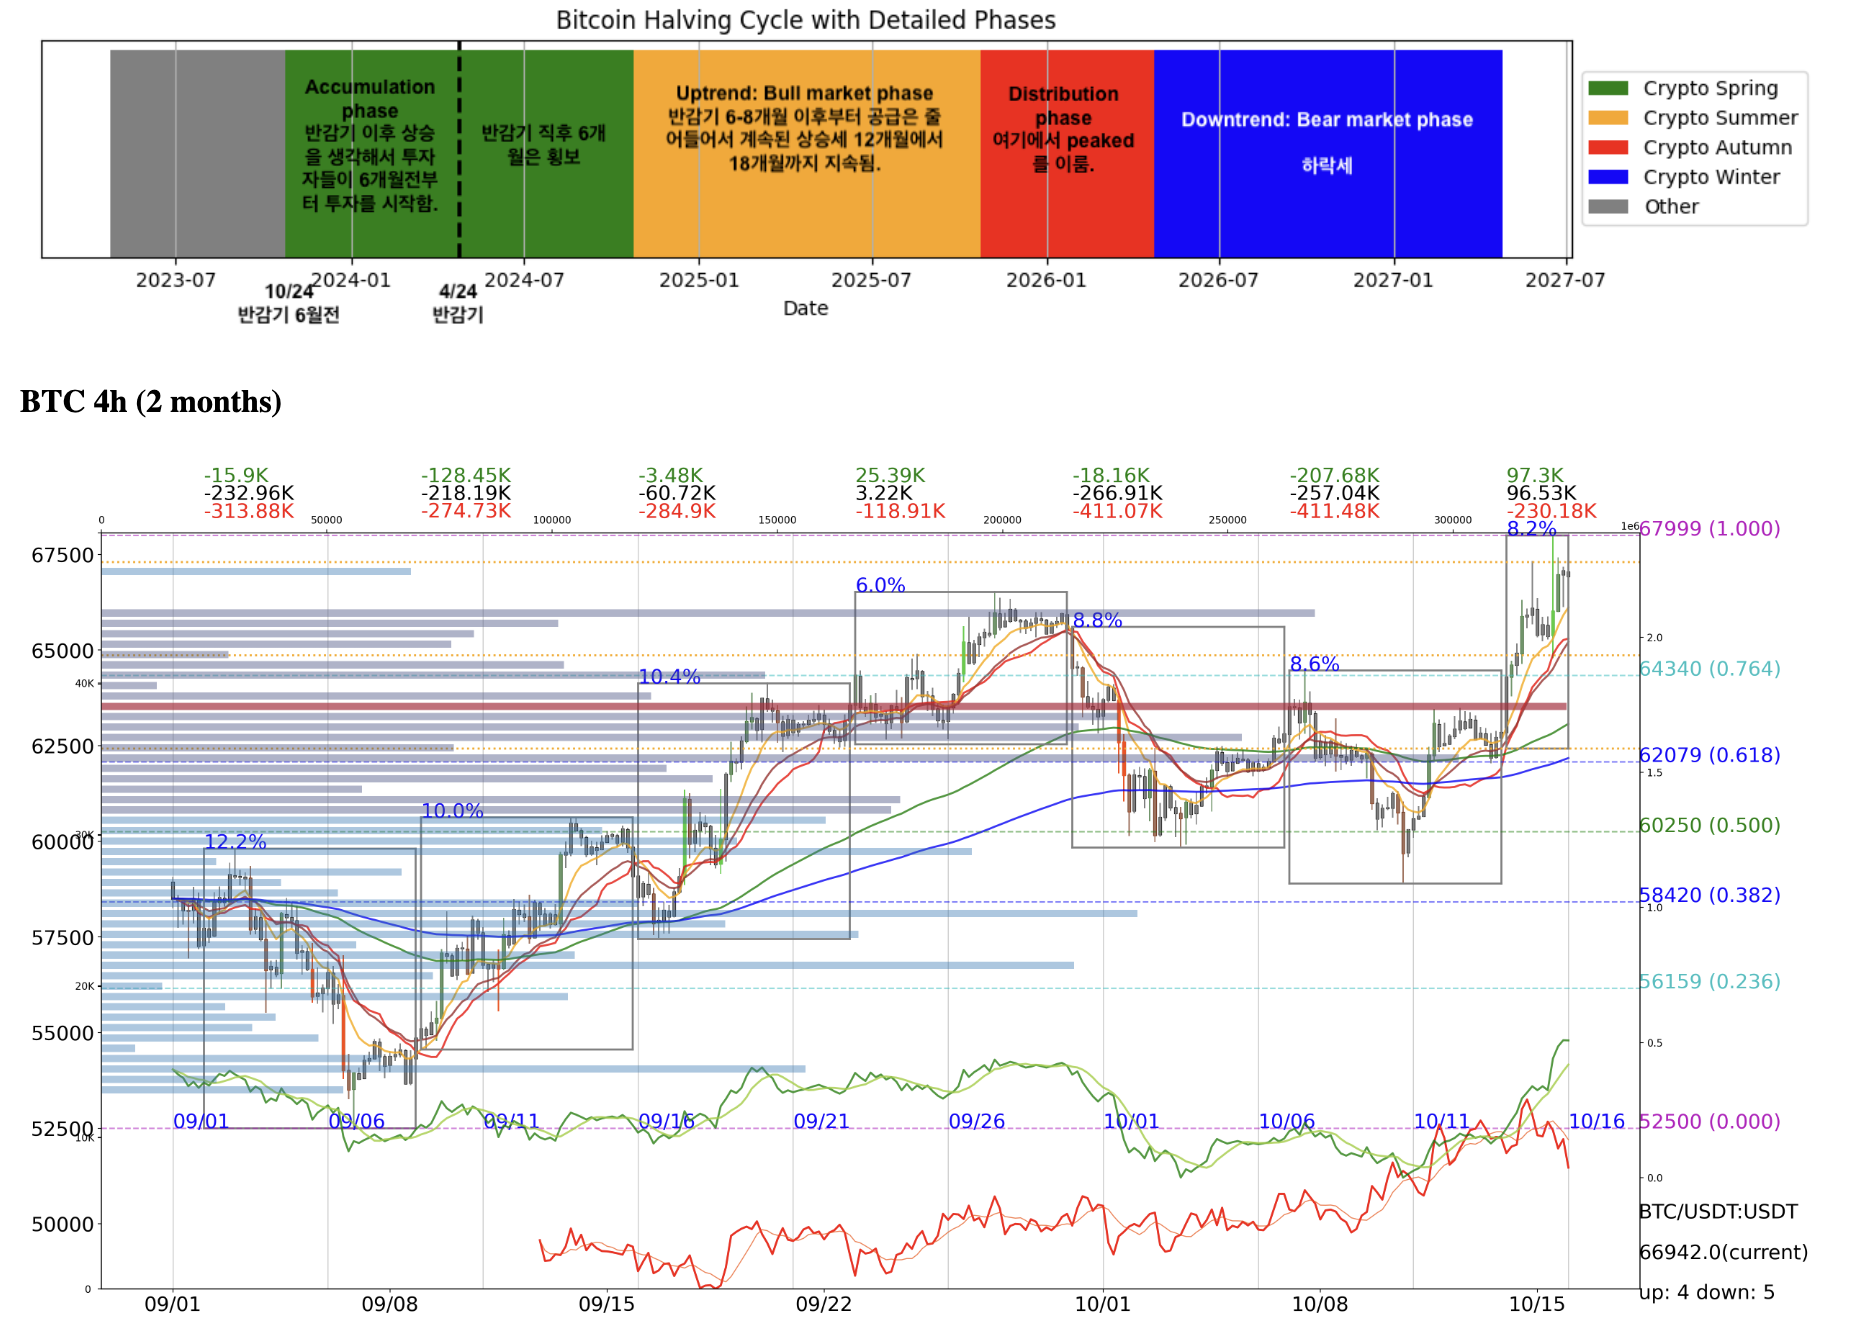 Bitcoin Halving Cycle with Detailed Phases
Accumulation
phase
반감기 이후 상승
을 생각해서 투자
자들이 6개월전부
터 투자를 시작함.
반감기 직후 6개
월은 횡보
Uptrend: Bull market phase
반감기 6-8개월 이후부터 공급은 줄
어들어서 계속된 상승세 12개월에서
18개월까지 지속됨.
Distribution
phase
여기에서 peaked
를 이룸.
Downtrend: Bear market phase
하락세
Crypto Spring
Crypto Summer
Crypto Autumn
Crypto Winter
Other
2023-07 2024-01 2024-07 2025-01 2025-07 2026-01 2026-07 2027-01 2027-07
10/24 4/24
반감기 6월전 반감기
Date
BTC 4h (2 months)
-15.9K -128.45K -3.48K 25.39K -18.16K -207.68K 97.3K
-232.96K -218.19K -60.72K 3.22K -266.91K -257.04K 96.53K
-313.88K -274.73K -284.9K -118.91K -411.07K -411.48K -230.18K
0 50000 100000 150000 200000 250000 300000 1e6
8.2% 67999 (1.000)
67500
6.0%
8.8%
2.0
65000
8.6% 64340 (0.764)
10.4%
40K
62500
62079 (0.618)
1.5
10.0%
60250 (0.500)
30K
60000
12.2%
58420 (0.382)
1.0
57500
56159 (0.236)
20K
55000
0.5
09/01 09/06 09/11 09/16 09/21 09/26 10/01 10/06 10/11 10/16
52500 52500 (0.000)
10K
0.0
BTC/USDT:USDT
50000
66942.0(current)
0
up: 4 down: 5
09/01 09/08 09/15 09/22 10/01 10/08 10/15